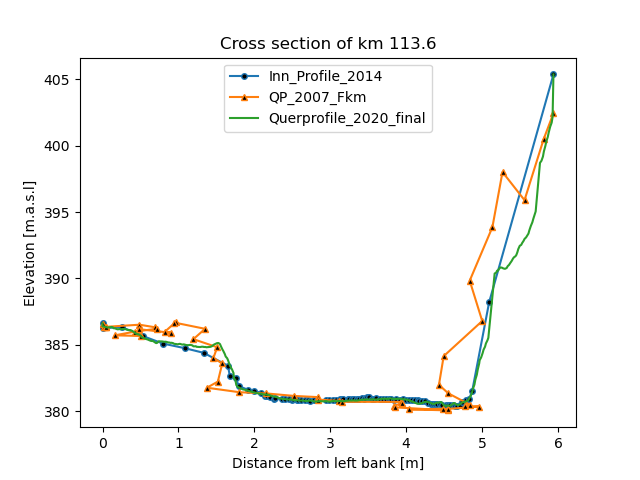 Cross section of km 113.6
Inn_Profile_2014
QP_2007_Fkm
Querprofile_2020_final
405
400
395
390
385
380
Elevation [m.a.s.l]
0 1 2 3 4 5 6
Distance from left bank [m]